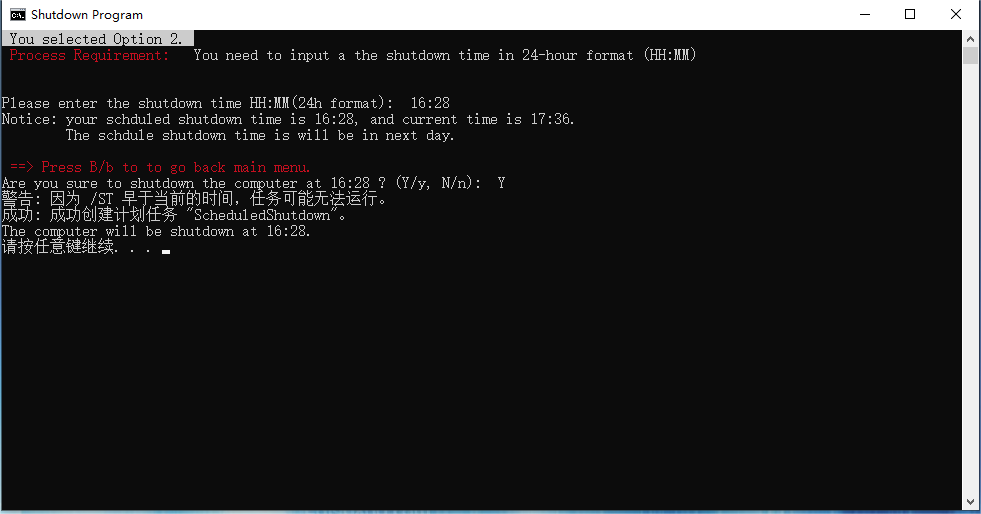 Shutdown Program
You selected Option 2.
Process Requirement: You need to input a the shutdown time in 24-hour format (HH:MM)
Please enter the shutdown time HH:MM(24h format): 16:28
Notice: your schduled shutdown time is 16:28, and current time is 17:36.
The schdule shutdown time is will be in next day.
==> Press B/b to to go back main menu.
Are you sure to shutdown the computer at 16:28 ? (Y/y, N/n): Y
警告: 因为 /ST 早于当前的时间，任务可能无法运行。
成功: 成功创建计划任务 "ScheduledShutdown"。
The computer will be shutdown at 16:28.
请按任意键继续. . .